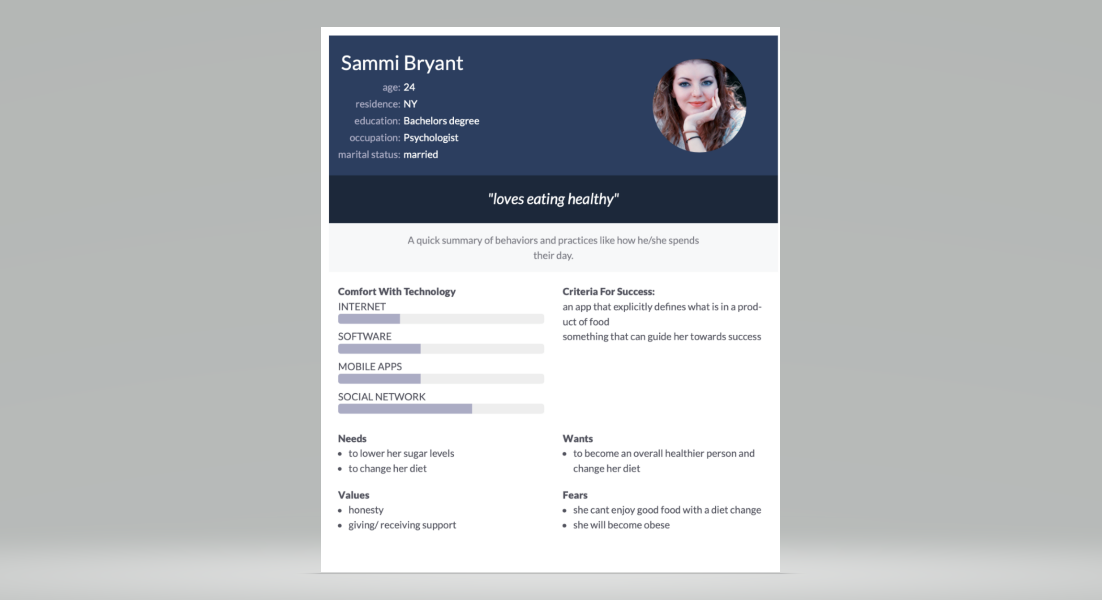 Sammi Bryant
age: 24
residence: NY
education: Bachelors degree
occupation: Psychologist
marital status: married
"loves eating healthy"
A quick summary of behaviors and practices like how he/she spends
their day.
Comfort With Technology
INTERNET
SOFTWARE
MOBILE APPS
SOCIAL NETWORK
Criteria For Success:
an app that explicitly defines what is in a prod-
uct of food
something that can guide her towards success
Needs
• to lower her sugar levels
• to change her diet
Wants
• to become an overall healthier person and
change her diet
Values
• honesty
• giving/ receiving support
Fears
• she cant enjoy good food with a diet change
• she will become obese